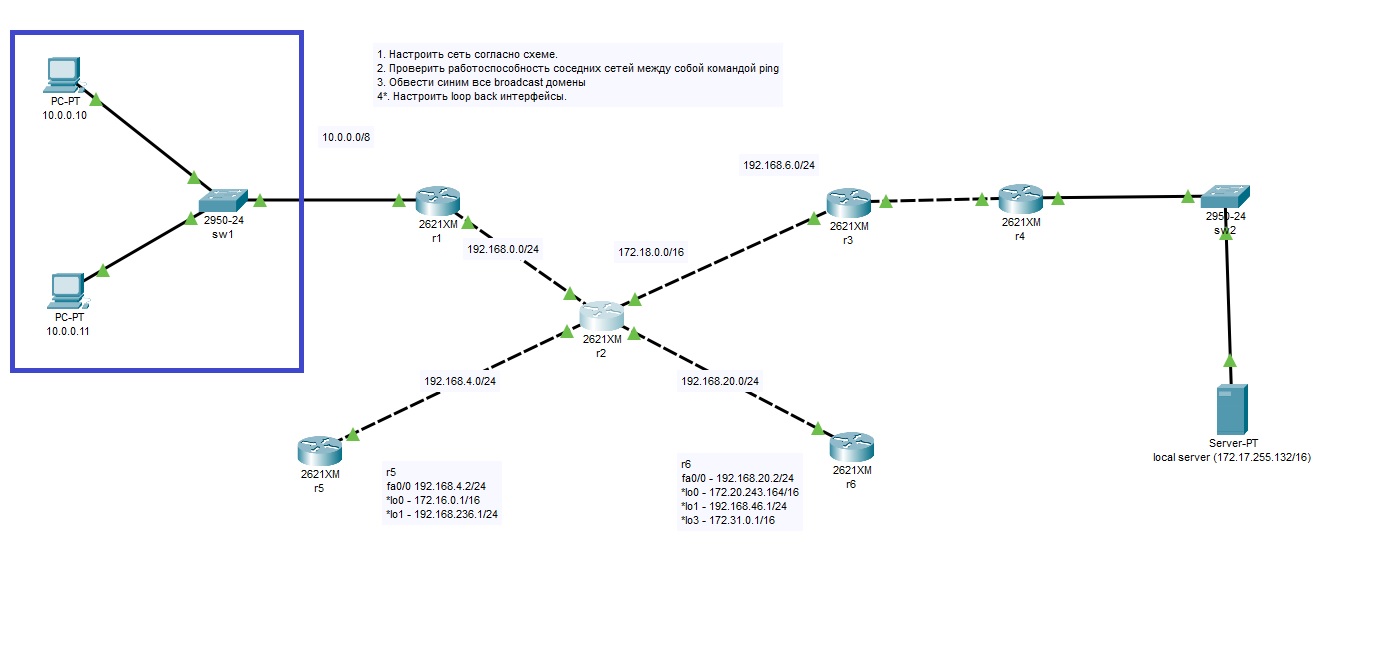 1. Настроить сеть согласно схеме.
2. Проверить работоспособность соседних сетей между собой командой ping
3. Обвести синим все broadcast домены
4*. Настроить loop back интерфейсы.
PC-PT
10.0.0.10
10.0.0.0/8
2950-24
sw1
2621XM
r1
192.168.6.0/24
2621XM
r3
2621XM
r4
2950-24
sw2
192.168.0.0/24
172.18.0.0/16
PC-PT
10.0.0.11
2621XM
r2
192.168.4.0/24
192.168.20.0/24
2621XM
r5
r5
fa0/0 192.168.4.2/24
*lo0 - 172.16.0.1/16
*lo1 - 192.168.236.1/24
r6
fa0/0 - 192.168.20.2/24
*lo0 - 172.20.243.164/16
*lo1 - 192.168.46.1/24
*lo3 - 172.31.0.1/16
2621XM
r6
Server-PT
local server (172.17.255.132/16)